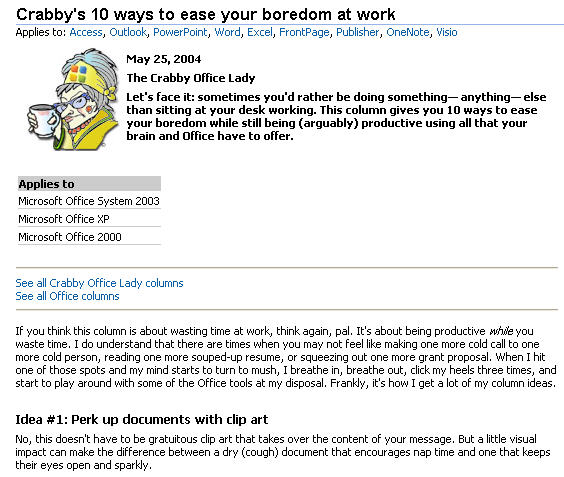 Crabby's 10 ways to ease your boredom at work
Applies to: Access, Outlook, PowerPoint, Word, Excel, FrontPage, Publisher, OneNote, Visio
May 25, 2004
The Crabby Office Lady
Let's face it: sometimes you'd rather be doing something— anything— else
than sitting at your desk working. This column gives you 10 ways to ease
your boredom while still being (arguably) productive using all that your
brain and Office have to offer.
Applies to
Microsoft Office System 2003
Microsoft Office XP
Microsoft Office 2000
See all Crabby Office Lady columns
See all Office columns
If you think this column is about wasting time at work, think again, pal. It's about being productive while you
waste time. I do understand that there are times when you may not feel like making one more cold call to one
more cold person, reading one more souped-up resume, or squeezing out one more grant proposal. When I hit
one of those spots and my mind starts to turn to mush, I breathe in, breathe out, click my heels three times, and
start to play around with some of the Office tools at my disposal. Frankly, it's how I get a lot of my column ideas.
Idea #1: Perk up documents with clip art
No, this doesn't have to be gratuitous clip art that takes over the content of your message. But a little visual
impact can make the difference between a dry (cough) document that encourages nap time and one that keeps
their eyes open and sparkly.